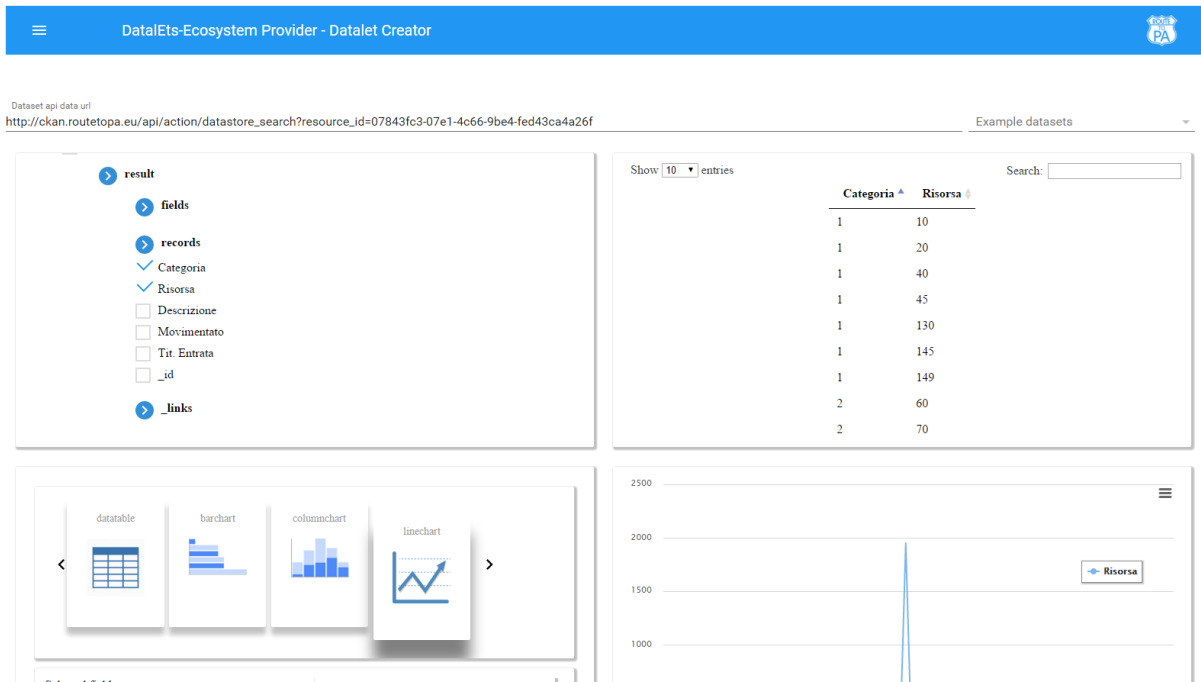 DatalEts-Ecosystem Provider - Datalet Creator
ROUTE
TO
PA
Dataset api data url
http://ckan.routetopa.eu/api/action/datastore_search?resource_id=07843fc3-07e1-4c66-9be4-fed43ca4a26f
Example datasets
result
fields
records
Categoria
Risorsa
Descrizione
Movimentato
Tit. Entrata
_id
_links
Show 10 entries
Search:
Categoria Risorsa
1 10
1 20
1 40
1 45
1 130
1 145
1 149
2 60
2 70
datatable
barchart
columnchart
linechart
2500
2000
1500
1000
Risorsa